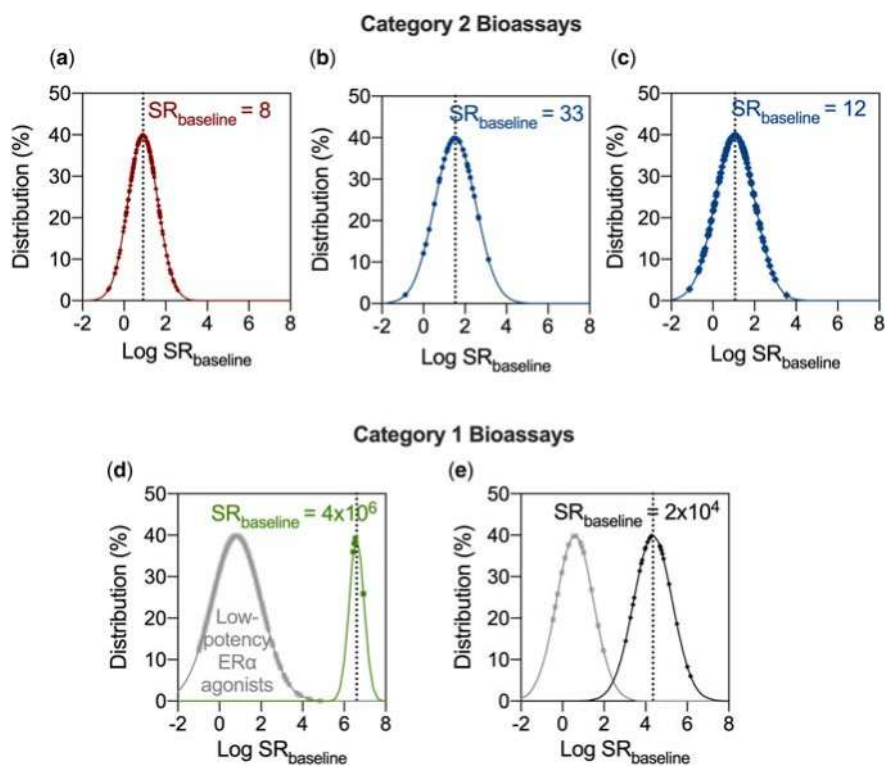 Category 2 Bioassays
(a)
(b)
(c)
50
40
30
20
10
0
Distribution (%)
SRbaseline = 8
-2 0 2 4 6 8
Log SRbaseline
50
40
30
20
10
0
Distribution (%)
SRbaseline = 33
-2 0 2 4 6 8
Log SRbaseline
50
40
30
20
10
0
Distribution (%)
SRbaseline = 12
-2 0 2 4 6 8
Log SRbaseline
Category 1 Bioassays
(d)
(e)
50
40
30
20
10
0
Distribution (%)
SRbaseline = 4x10⁶
Low-
potency
ERα
agonists
-2 0 2 4 6 8
Log SRbaseline
50
40
30
20
10
0
Distribution (%)
SRbaseline = 2x10⁴
-2 0 2 4 6 8
Log SRbaseline